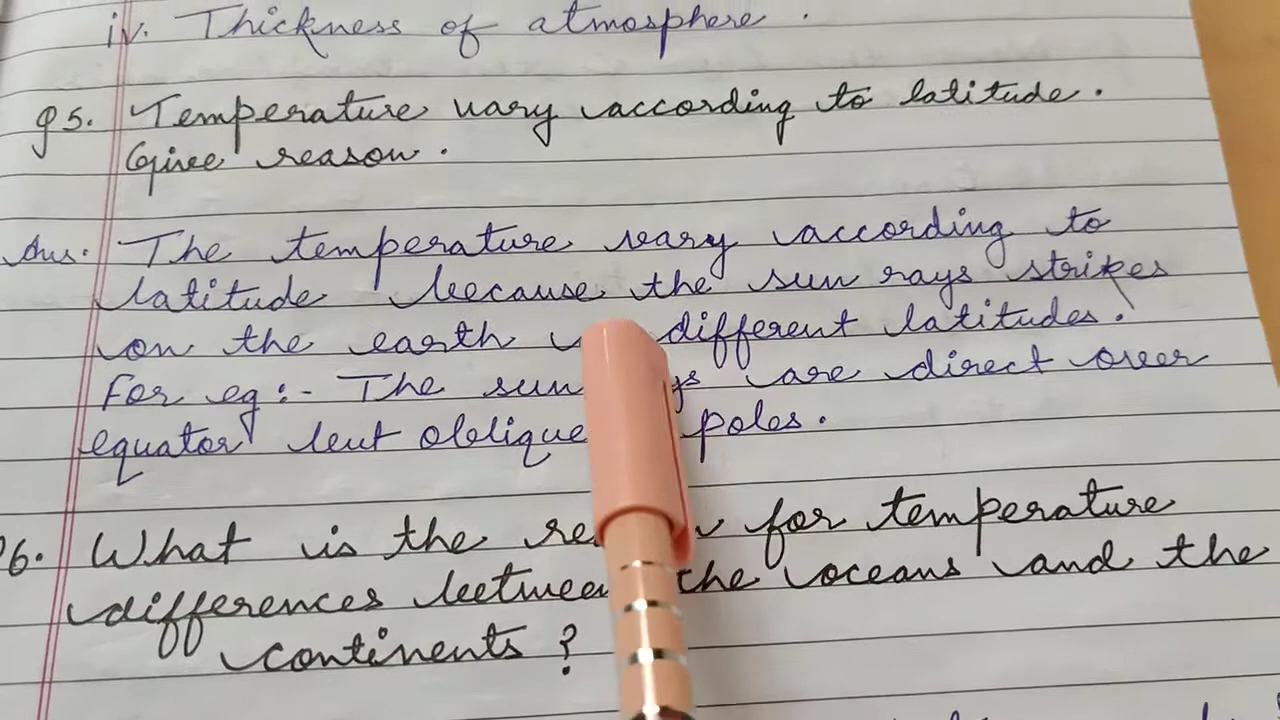 iv. Thickness of atmosphere.
Q5. Temperature vary according to latitude.
Give reason.
Ans. The temperature vary according to
latitude because the sun rays strikes
on the earth different latitudes.
For eg:- The sun are direct over
equator but oblique poles.
Q6. What is the for temperature
differences between the oceans and the
continents?